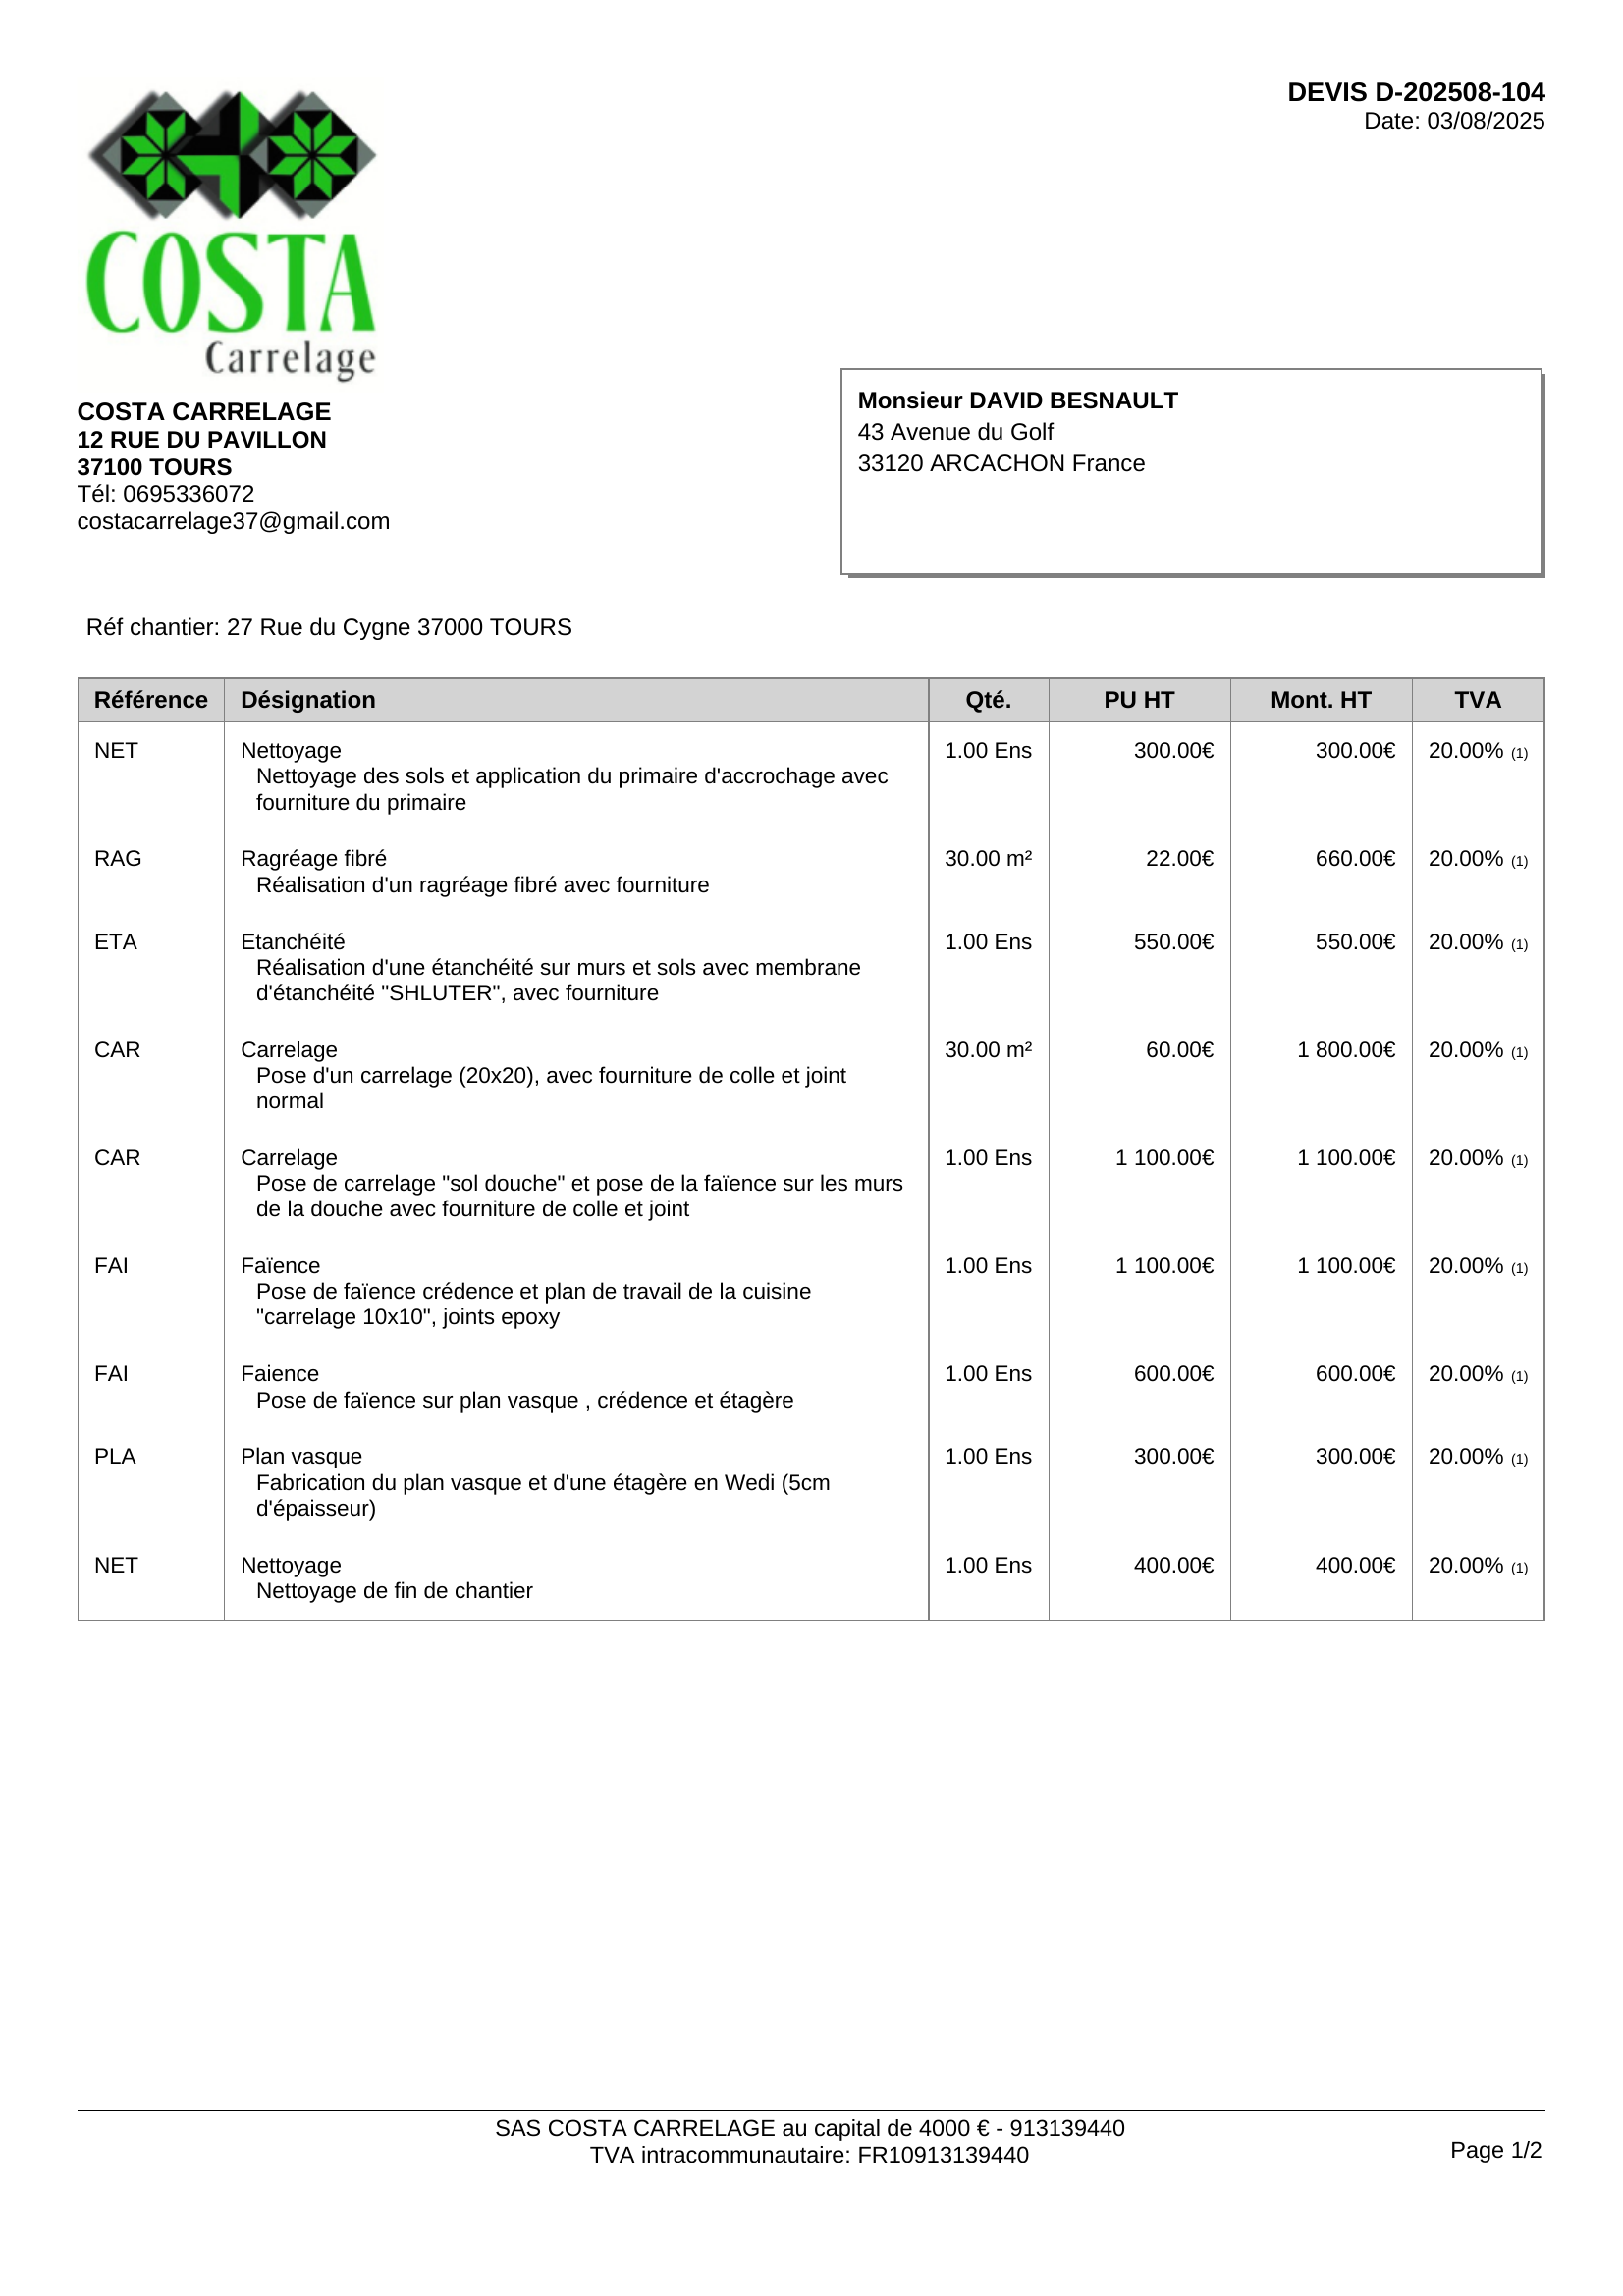 COSTA
Carrelage
DEVIS D-202508-104
Date: 03/08/2025
COSTA CARRELAGE
12 RUE DU PAVILLON
37100 TOURS
Tél: 0695336072
costacarrelage37@gmail.com
Monsieur DAVID BESNAULT
43 Avenue du Golf
33120 ARCACHON France
Réf chantier: 27 Rue du Cygne 37000 TOURS
Référence Désignation Qté. PU HT Mont. HT TVA
NET Nettoyage 1.00 Ens 300.00€ 300.00€ 20.00% (1)
Nettoyage des sols et application du primaire d'accrochage avec
fourniture du primaire
RAG Ragréage fibré 30.00 m² 22.00€ 660.00€ 20.00% (1)
Réalisation d'un ragréage fibré avec fourniture
ETA Etanchéité 1.00 Ens 550.00€ 550.00€ 20.00% (1)
Réalisation d'une étanchéité sur murs et sols avec membrane
d'étanchéité "SHLUTER", avec fourniture
CAR Carrelage 30.00 m² 60.00€ 1 800.00€ 20.00% (1)
Pose d'un carrelage (20x20), avec fourniture de colle et joint
normal
CAR Carrelage 1.00 Ens 1 100.00€ 1 100.00€ 20.00% (1)
Pose de carrelage "sol douche" et pose de la faïence sur les murs
de la douche avec fourniture de colle et joint
FAI Faïence 1.00 Ens 1 100.00€ 1 100.00€ 20.00% (1)
Pose de faïence crédence et plan de travail de la cuisine
"carrelage 10x10", joints epoxy
FAI Faience 1.00 Ens 600.00€ 600.00€ 20.00% (1)
Pose de faïence sur plan vasque , crédence et étagère
PLA Plan vasque 1.00 Ens 300.00€ 300.00€ 20.00% (1)
Fabrication du plan vasque et d'une étagère en Wedi (5cm
d'épaisseur)
NET Nettoyage 1.00 Ens 400.00€ 400.00€ 20.00% (1)
Nettoyage de fin de chantier
SAS COSTA CARRELAGE au capital de 4000 € - 913139440
TVA intracommunautaire: FR10913139440
Page 1/2